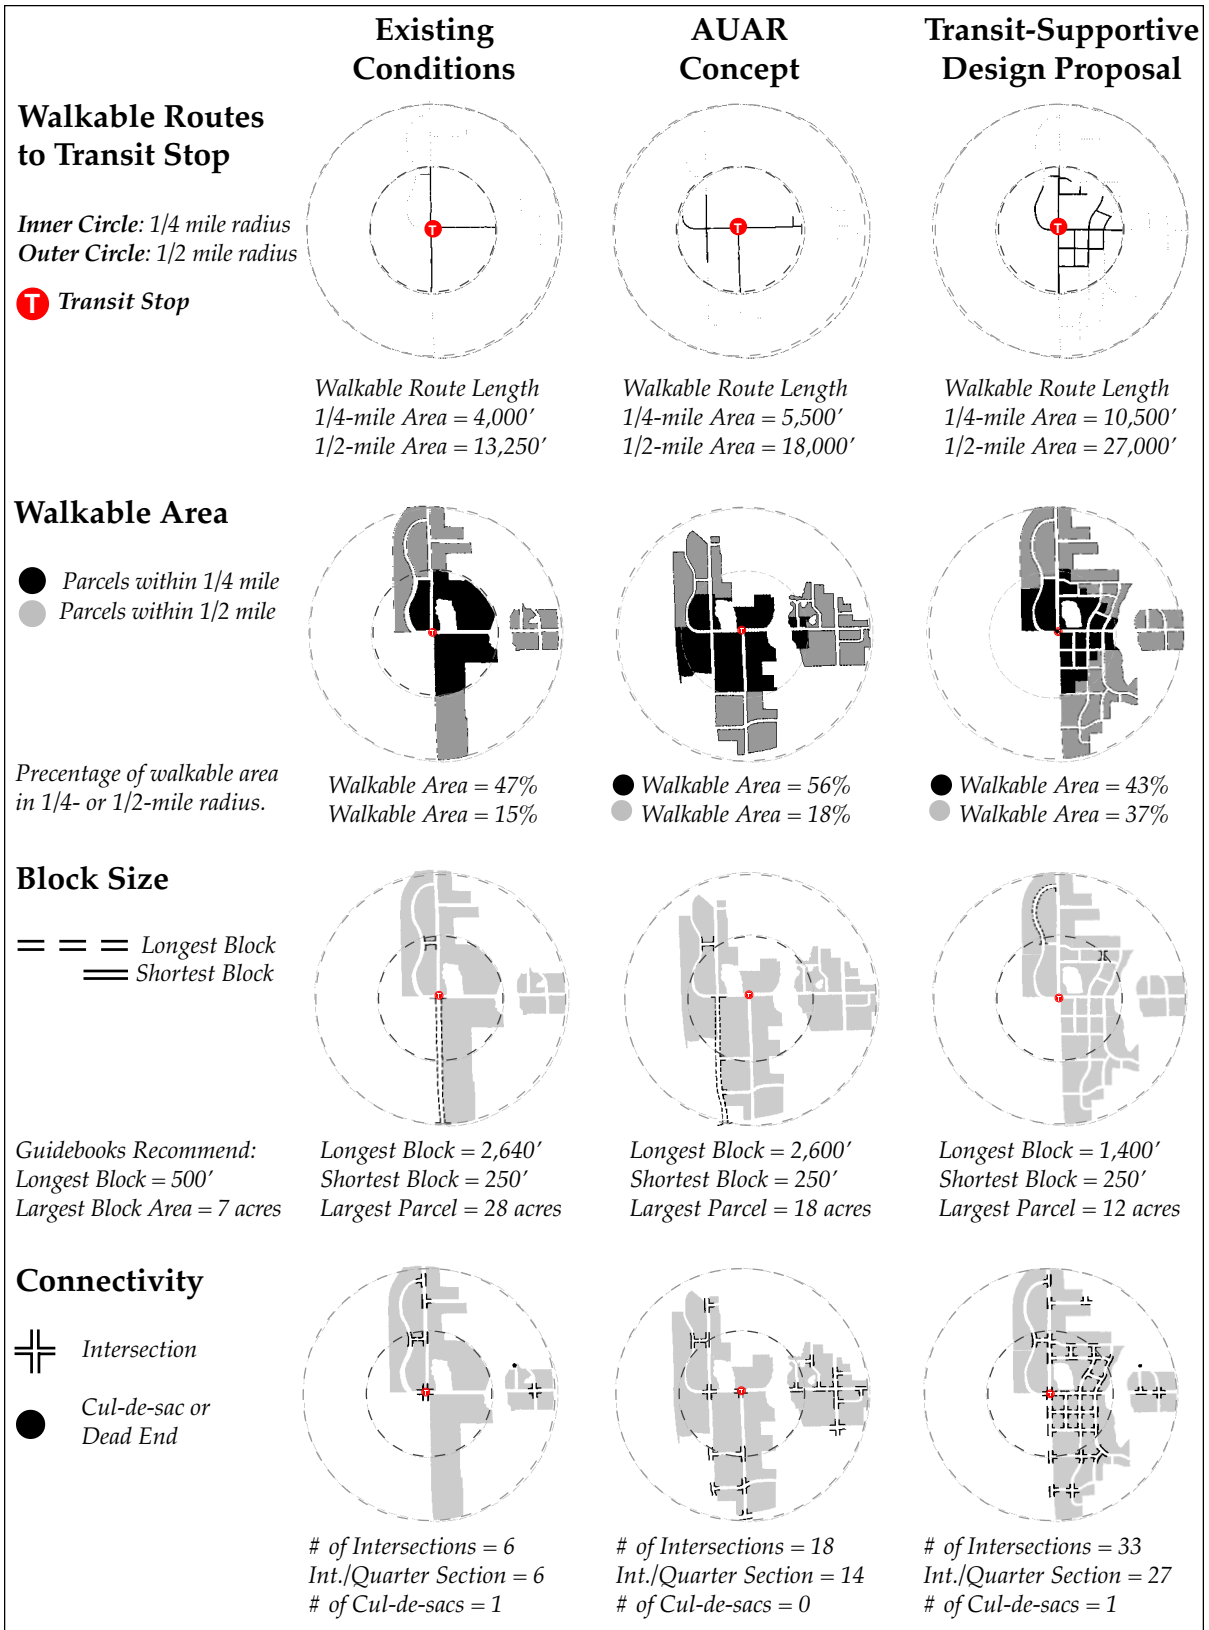 Existing
Conditions
AUAR
Concept
Transit-Supportive
Design Proposal
Walkable Routes
to Transit Stop
Inner Circle: 1/4 mile radius
Outer Circle: 1/2 mile radius
T Transit Stop
T
T
T
Walkable Route Length
1/4-mile Area = 4,000′
1/2-mile Area = 13,250′
Walkable Route Length
1/4-mile Area = 5,500′
1/2-mile Area = 18,000′
Walkable Route Length
1/4-mile Area = 10,500′
1/2-mile Area = 27,000′
Walkable Area
Parcels within 1/4 mile
Parcels within 1/2 mile
T
T
Precentage of walkable area
in 1/4- or 1/2-mile radius.
Walkable Area = 47%
Walkable Area = 15%
Walkable Area = 56%
Walkable Area = 18%
Walkable Area = 43%
Walkable Area = 37%
Block Size
Longest Block
Shortest Block
T
T
T
Guidebooks Recommend:
Longest Block = 500′
Largest Block Area = 7 acres
Longest Block = 2,640′
Shortest Block = 250′
Largest Parcel = 28 acres
Longest Block = 2,600′
Shortest Block = 250′
Largest Parcel = 18 acres
Longest Block = 1,400′
Shortest Block = 250′
Largest Parcel = 12 acres
Connectivity
Intersection
Cul-de-sac or
Dead End
T
T
T
# of Intersections = 6
Int./Quarter Section = 6
# of Cul-de-sacs = 1
# of Intersections = 18
Int./Quarter Section = 14
# of Cul-de-sacs = 0
# of Intersections = 33
Int./Quarter Section = 27
# of Cul-de-sacs = 1